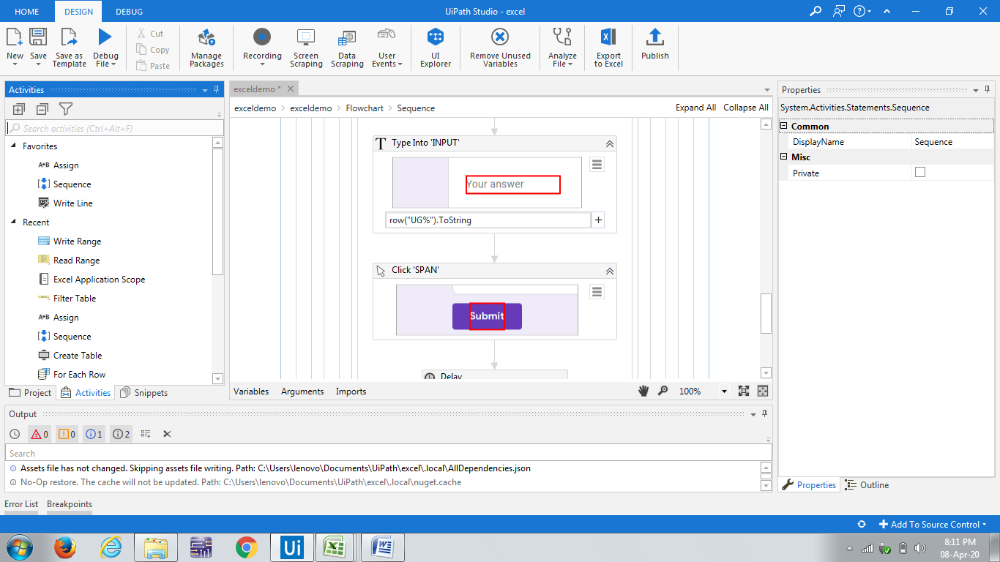 HOME DESIGN DEBUG UiPath Studio - excel
New Save Save as Template Debug File Cut Copy Paste Manage Packages Recording Screen Scraping Data Scraping User Events UI Explorer Remove Unused Variables Analyze File Export to Excel Publish
Activities
Search activities (Ctrl+Alt+F)
Favorites
A+B Assign
Sequence
Write Line
Recent
Write Range
Read Range
Excel Application Scope
Filter Table
A+B Assign
Sequence
Create Table
For Each Row
Project Activities Snippets
exceldemo *
exceldemo > exceldemo > Flowchart > Sequence Expand All Collapse All
T Type Into 'INPUT'
Your answer
row("UG%").ToString +
Click 'SPAN'
Submit
Delay
Variables Arguments Imports 100%
Properties
System.Activities.Statements.Sequence
Common
DisplayName Sequence
Misc
Private
Properties Outline
Output
0 0 1 2
Search
Assets file has not changed. Skipping assets file writing. Path: C:\Users\lenovo\Documents\UiPath\excel\.local\AllDependencies.json
No-Op restore. The cache will not be updated. Path: C:\Users\lenovo\Documents\UiPath\excel\.local\nuget.cache
Error List Breakpoints
Add To Source Control
Ui
8:11 PM
08-Apr-20